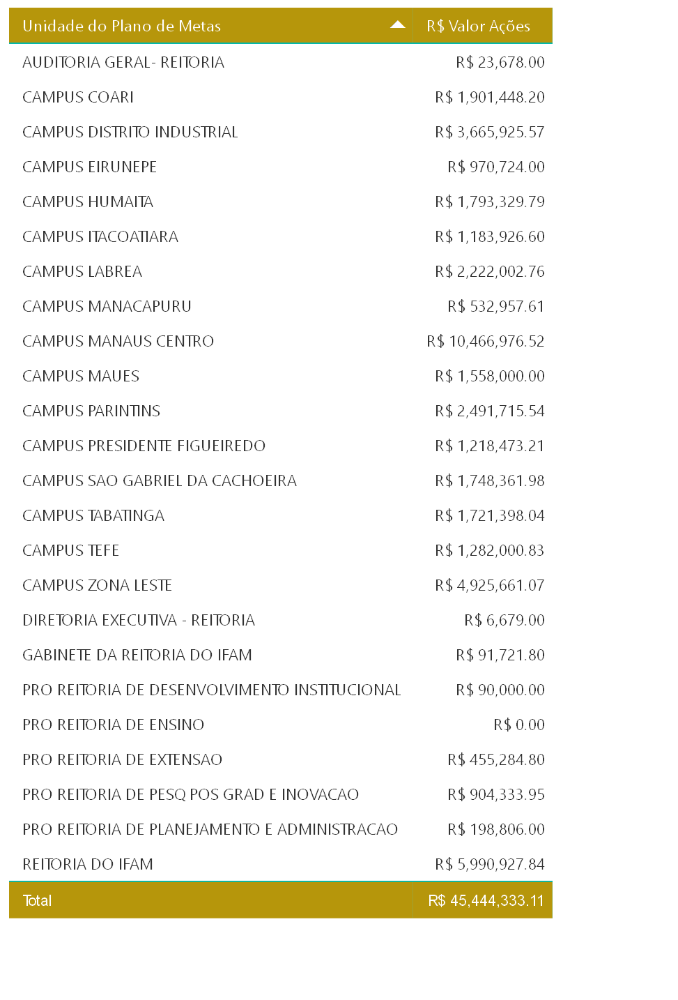 Unidade do Plano de Metas R$ Valor Ações
AUDITORIA GERAL- REITORIA R$ 23,678.00
CAMPUS COARI R$ 1,901,448.20
CAMPUS DISTRITO INDUSTRIAL R$ 3,665,925.57
CAMPUS EIRUNEPE R$ 970,724.00
CAMPUS HUMAITA R$ 1,793,329.79
CAMPUS ITACOATIARA R$ 1,183,926.60
CAMPUS LABREA R$ 2,222,002.76
CAMPUS MANACAPURU R$ 532,957.61
CAMPUS MANAUS CENTRO R$ 10,466,976.52
CAMPUS MAUES R$ 1,558,000.00
CAMPUS PARINTINS R$ 2,491,715.54
CAMPUS PRESIDENTE FIGUEIREDO R$ 1,218,473.21
CAMPUS SAO GABRIEL DA CACHOEIRA R$ 1,748,361.98
CAMPUS TABATINGA R$ 1,721,398.04
CAMPUS TEFE R$ 1,282,000.83
CAMPUS ZONA LESTE R$ 4,925,661.07
DIRETORIA EXECUTIVA - REITORIA R$ 6,679.00
GABINETE DA REITORIA DO IFAM R$ 91,721.80
PRO REITORIA DE DESENVOLVIMENTO INSTITUCIONAL R$ 90,000.00
PRO REITORIA DE ENSINO R$ 0.00
PRO REITORIA DE EXTENSAO R$ 455,284.80
PRO REITORIA DE PESQ POS GRAD E INOVACAO R$ 904,333.95
PRO REITORIA DE PLANEJAMENTO E ADMINISTRACAO R$ 198,806.00
REITORIA DO IFAM R$ 5,990,927.84
Total R$ 45,444,333.11